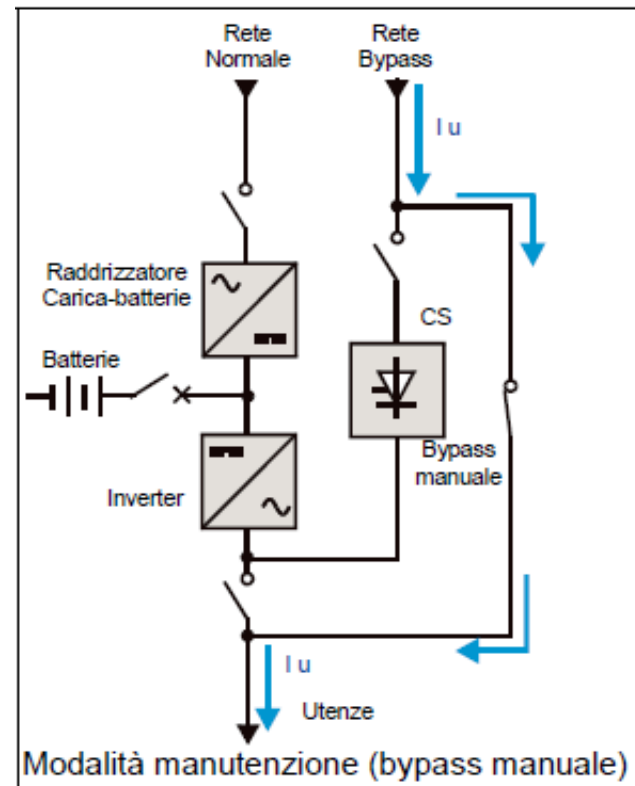 Rete
Normale
Rete
Bypass
I u
Raddrizzatore
Carica-batterie
CS
Batterie
Bypass
manuale
Inverter
I u
Utenze
Modalità manutenzione (bypass manuale)